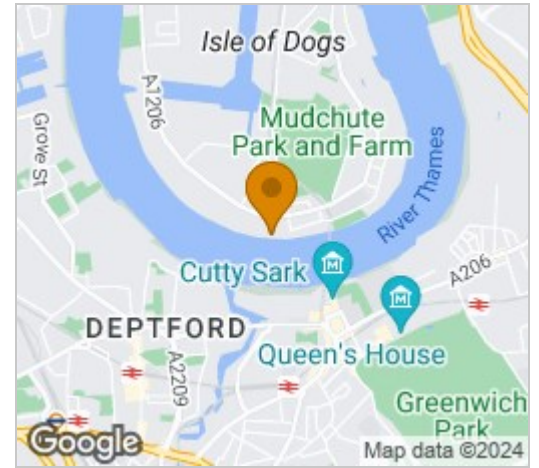 Isle of Dogs
A1206
Grove St
Mudchute
Park and Farm
River Thames
Cutty Sark
A206
DEPTFORD
A2209
Queen's House
Greenwich
Park
Google
Map data ©2024